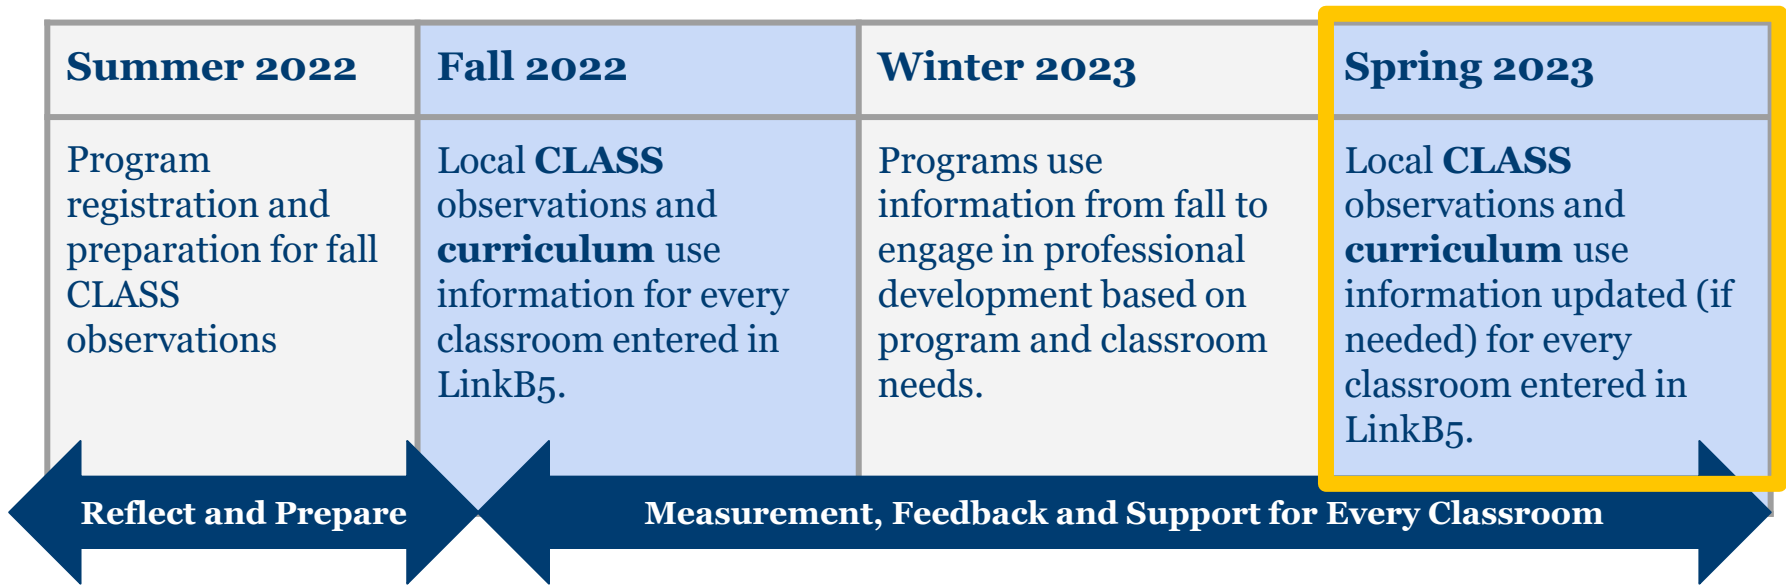 Summer 2022
Fall 2022
Winter 2023
Spring 2023
Program
registration and
preparation for fall
CLASS
observations
Local CLASS
observations and
curriculum use
information for every
classroom entered in
LinkB5.
Programs use
information from fall to
engage in professional
development based on
program and classroom
needs.
Local CLASS
observations and
curriculum use
information updated (if
needed) for every
classroom entered in
LinkB5.
Reflect and Prepare
Measurement, Feedback and Support for Every Classroom